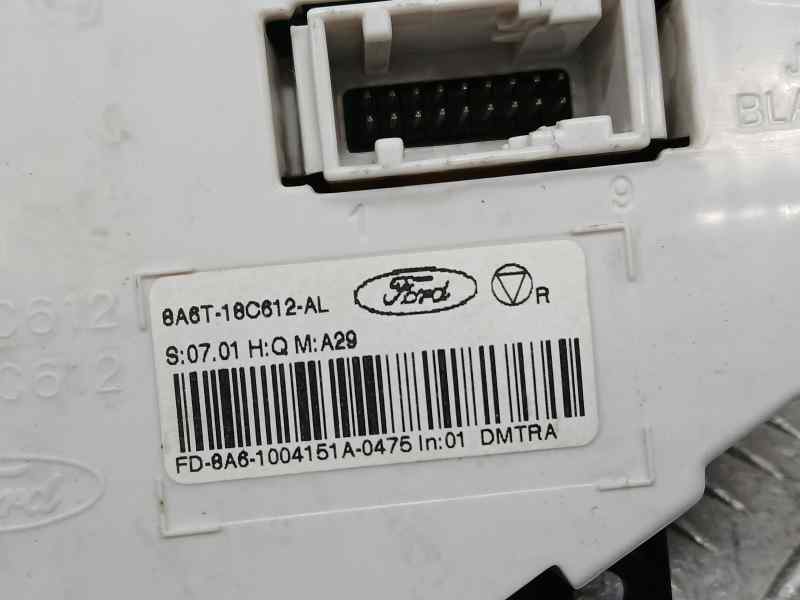 BLA
1
9
8A6T-18C612-AL
Ford
R
S:07.01 H:Q M:A29
FD-8A6-1004151A-0475 In:01 DMTRA
C612
C612
Ford